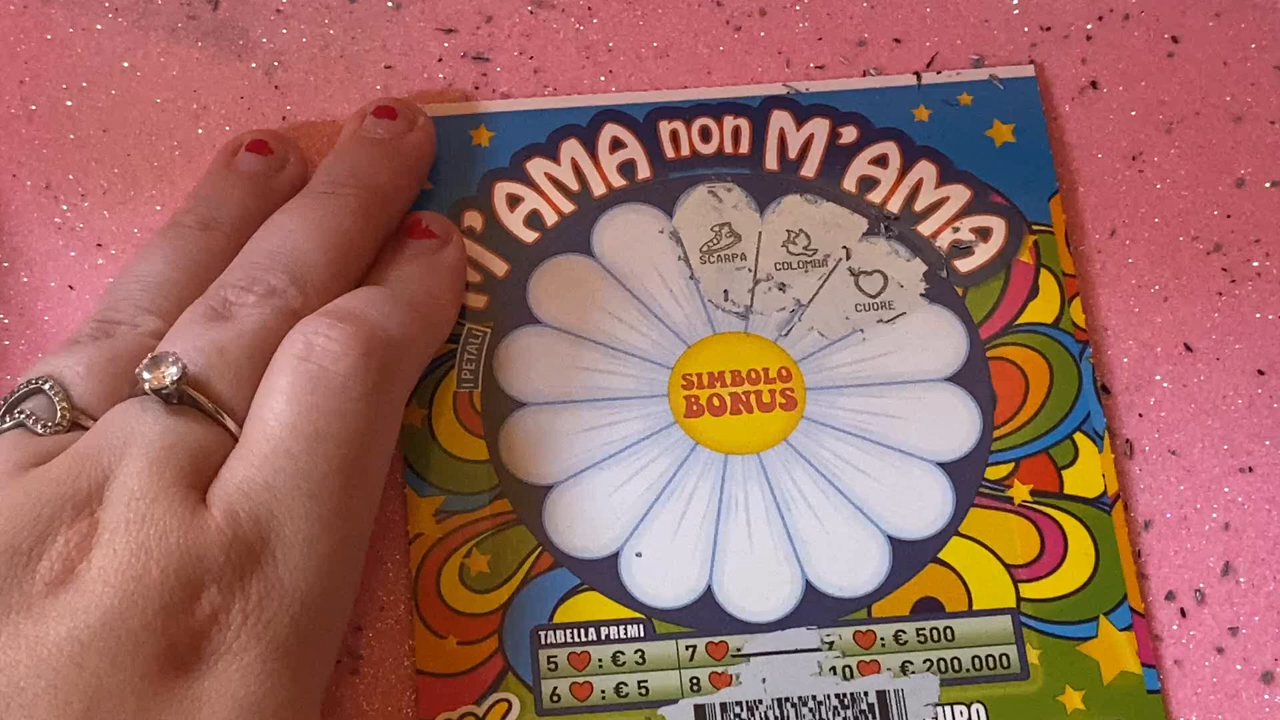 M'AMA non M'AMA
SCARPA
COLOMBA
CUORE
I PETALI
SIMBOLO
BONUS
TABELLA PREMI
5 ❤: € 3
7 ❤:
❤: € 500
10 ❤: € 200.000
6 ❤: € 5
8 ❤